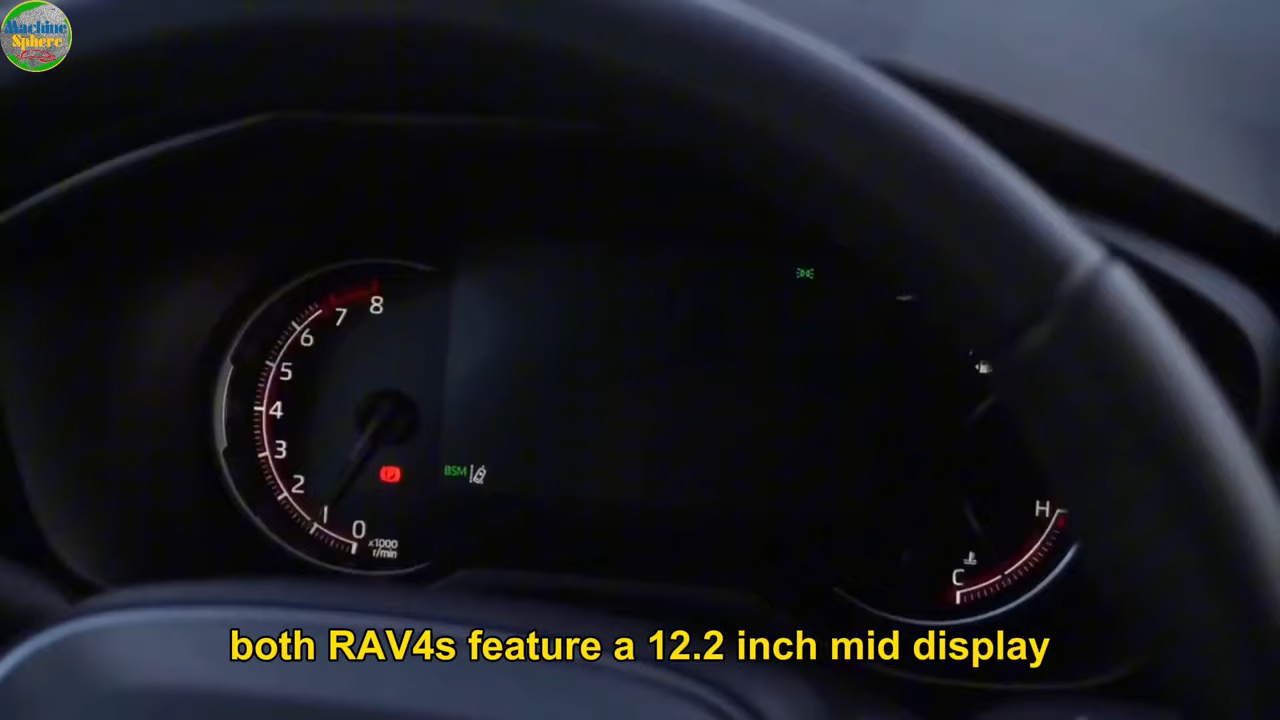 Machine
Sphere
8
7
6
5
4
3
2
1
0
x1000
r/min
BSM
H
C
both RAV4s feature a 12.2 inch mid display